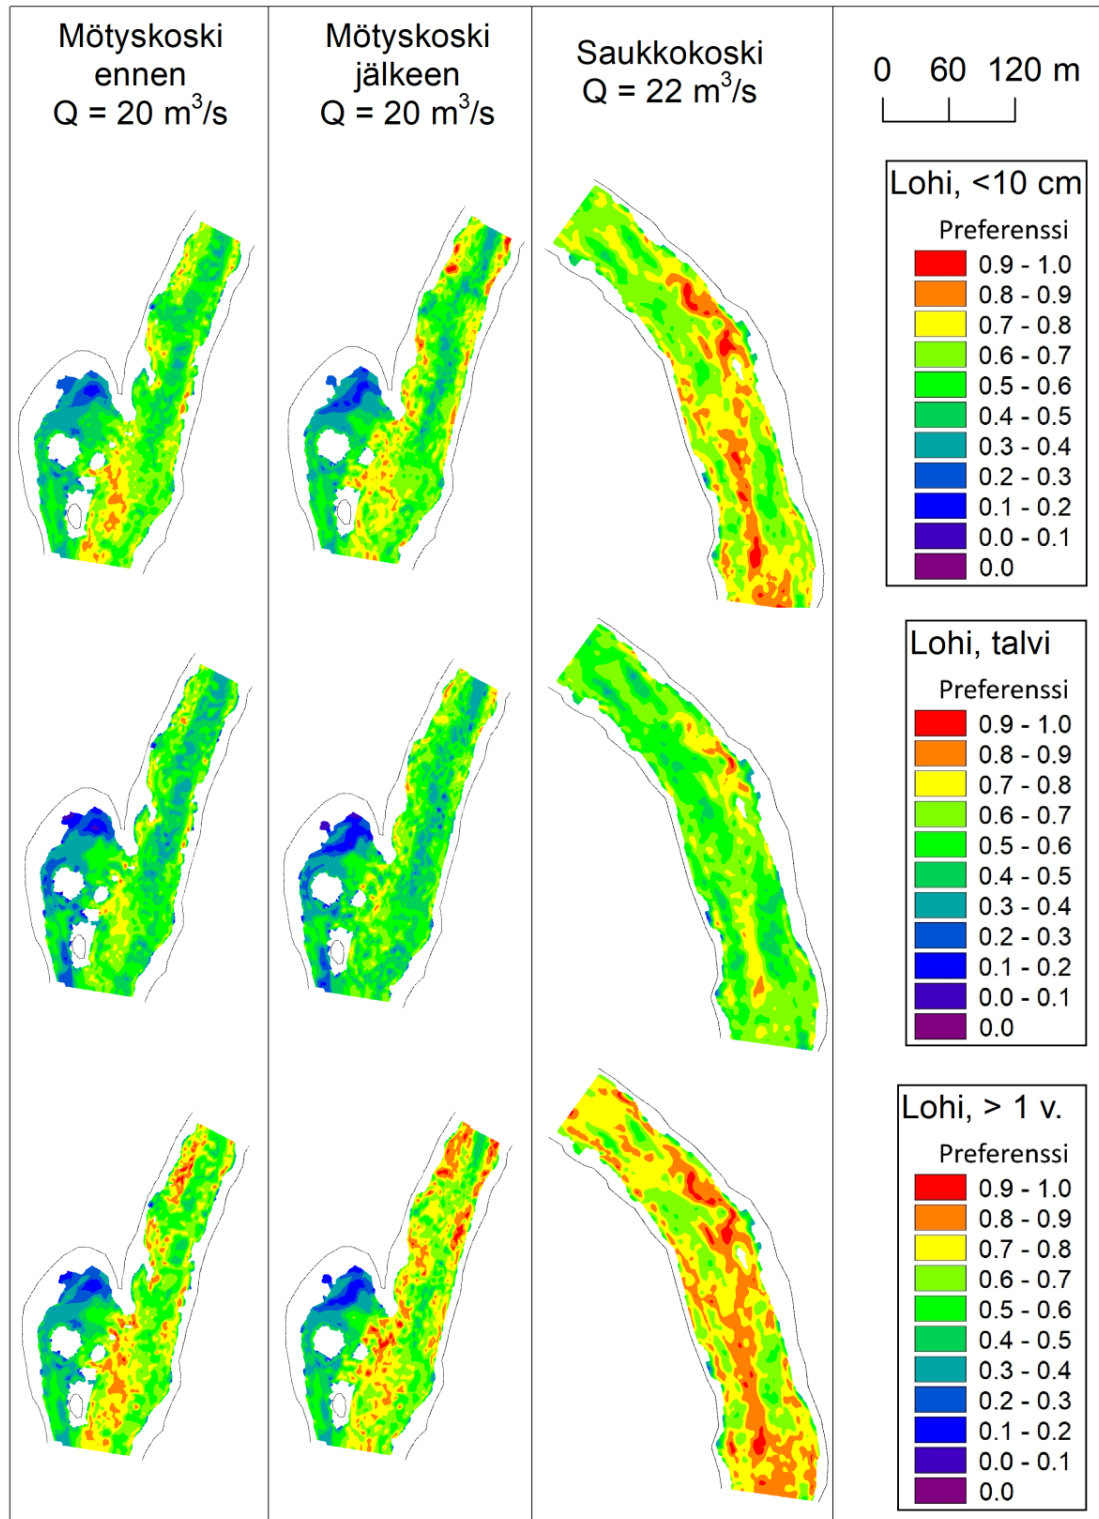 Mötyskoski
ennen
Q = 20 m³/s
Mötyskoski
jälkeen
Q = 20 m³/s
Saukkokoski
Q = 22 m³/s
0 60 120 m
Lohi, <10 cm
Preferenssi
0.9 - 1.0
0.8 - 0.9
0.7 - 0.8
0.6 - 0.7
0.5 - 0.6
0.4 - 0.5
0.3 - 0.4
0.2 - 0.3
0.1 - 0.2
0.0 - 0.1
0.0
Lohi, talvi
Preferenssi
0.9 - 1.0
0.8 - 0.9
0.7 - 0.8
0.6 - 0.7
0.5 - 0.6
0.4 - 0.5
0.3 - 0.4
0.2 - 0.3
0.1 - 0.2
0.0 - 0.1
0.0
Lohi, > 1 v.
Preferenssi
0.9 - 1.0
0.8 - 0.9
0.7 - 0.8
0.6 - 0.7
0.5 - 0.6
0.4 - 0.5
0.3 - 0.4
0.2 - 0.3
0.1 - 0.2
0.0 - 0.1
0.0